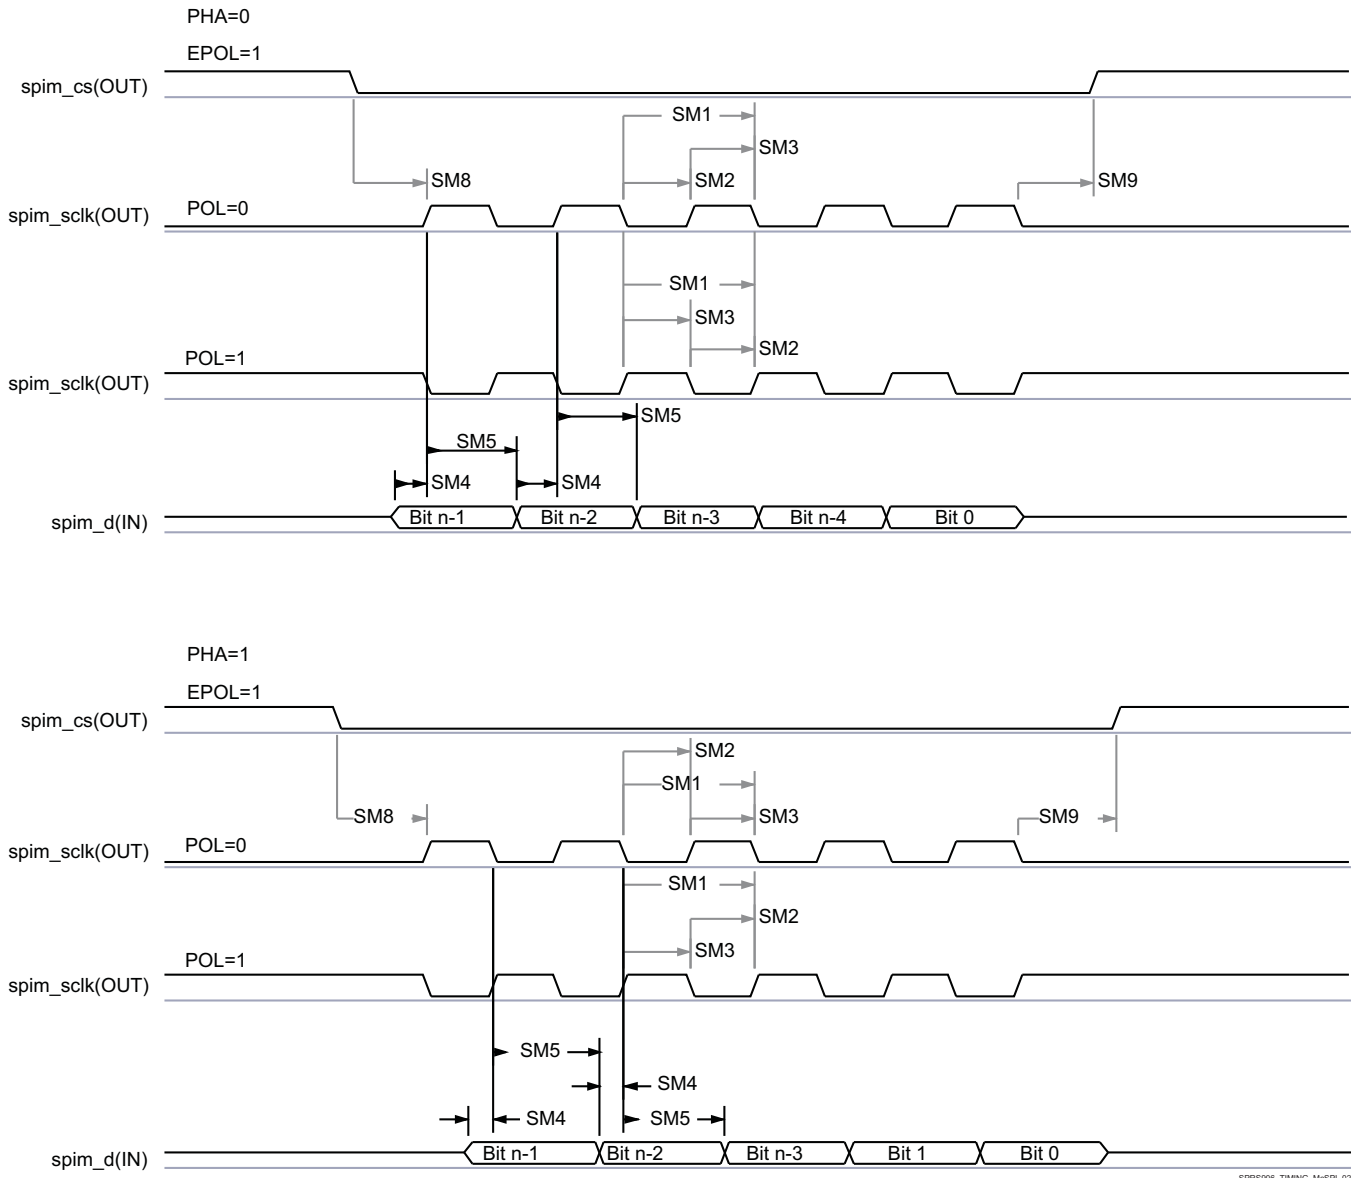 PHA=0
EPOL=1
spim_cs(OUT)
SM1
SM3
SM8
SM2
SM9
POL=0
spim_sclk(OUT)
SM1
SM3
SM2
POL=1
spim_sclk(OUT)
SM5
SM5
SM4
SM4
spim_d(IN)
Bit n-1
Bit n-2
Bit n-3
Bit n-4
Bit 0
PHA=1
EPOL=1
spim_cs(OUT)
SM2
SM1
SM8
SM3
SM9
POL=0
spim_sclk(OUT)
SM1
SM2
SM3
POL=1
spim_sclk(OUT)
SM5
SM4
SM4
SM5
spim_d(IN)
Bit n-1
Bit n-2
Bit n-3
Bit 1
Bit 0